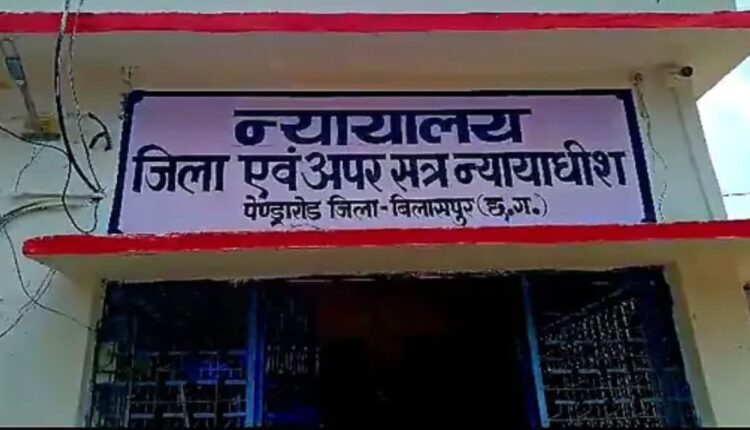 न्यायालय
जिला एवं अपर सत्र न्यायाधीश
पेण्ड्रारोड जिला-बिलासपुर (छ.ग.)